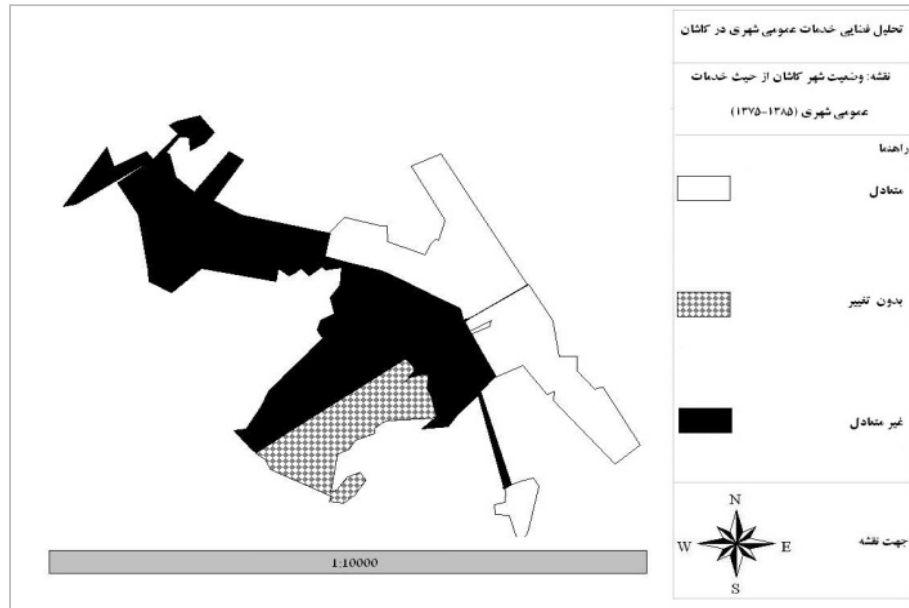 تحلیل فضایی خدمات عمومی شهری در کاشان
نقشه: وضعیت شهر کاشان از حیث خدمات
عمومی شهری (۱۳۸۵-۱۳۷۵)
راهنما
متعادل
بدون تغییر
غیر متعادل
جهت نقشه
N
W
E
S
1:10000